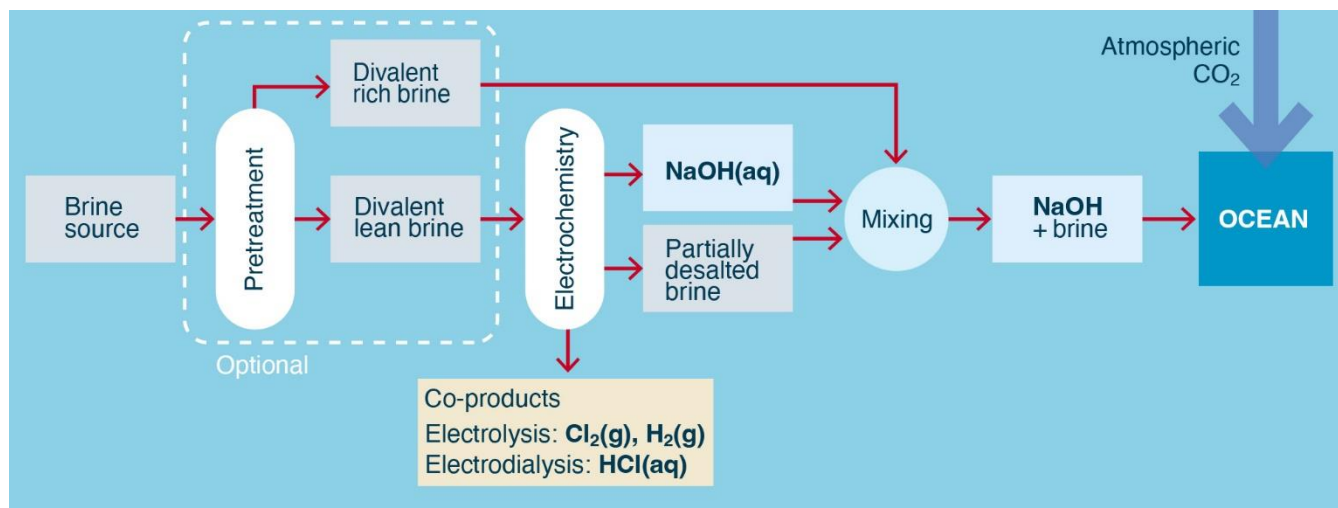 Brine
source
Pretreatment
Divalent
rich brine
Divalent
lean brine
Optional
Electrochemistry
Co-products
Electrolysis: Cl₂(g), H₂(g)
Electrodialysis: HCl(aq)
NaOH(aq)
Partially
desalted
brine
Mixing
NaOH
+ brine
Atmospheric
CO₂
OCEAN